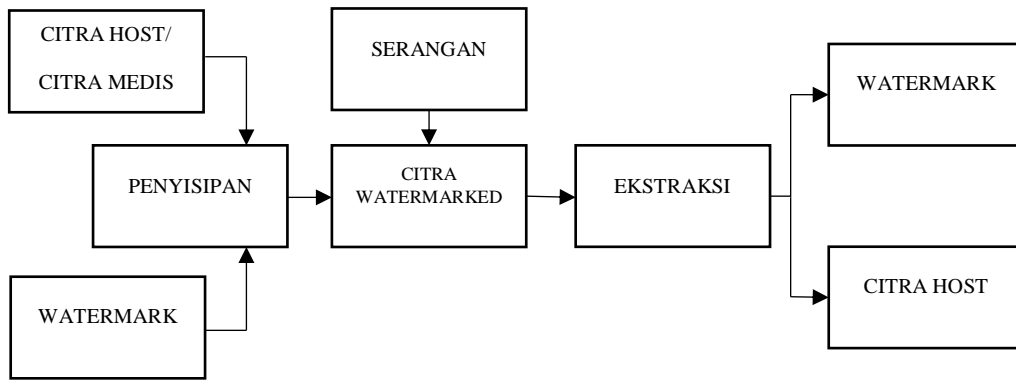 CITRA HOST/
CITRA MEDIS
SERANGAN
WATERMARK
PENYISIPAN
CITRA
WATERMARKED
EKSTRAKSI
WATERMARK
CITRA HOST